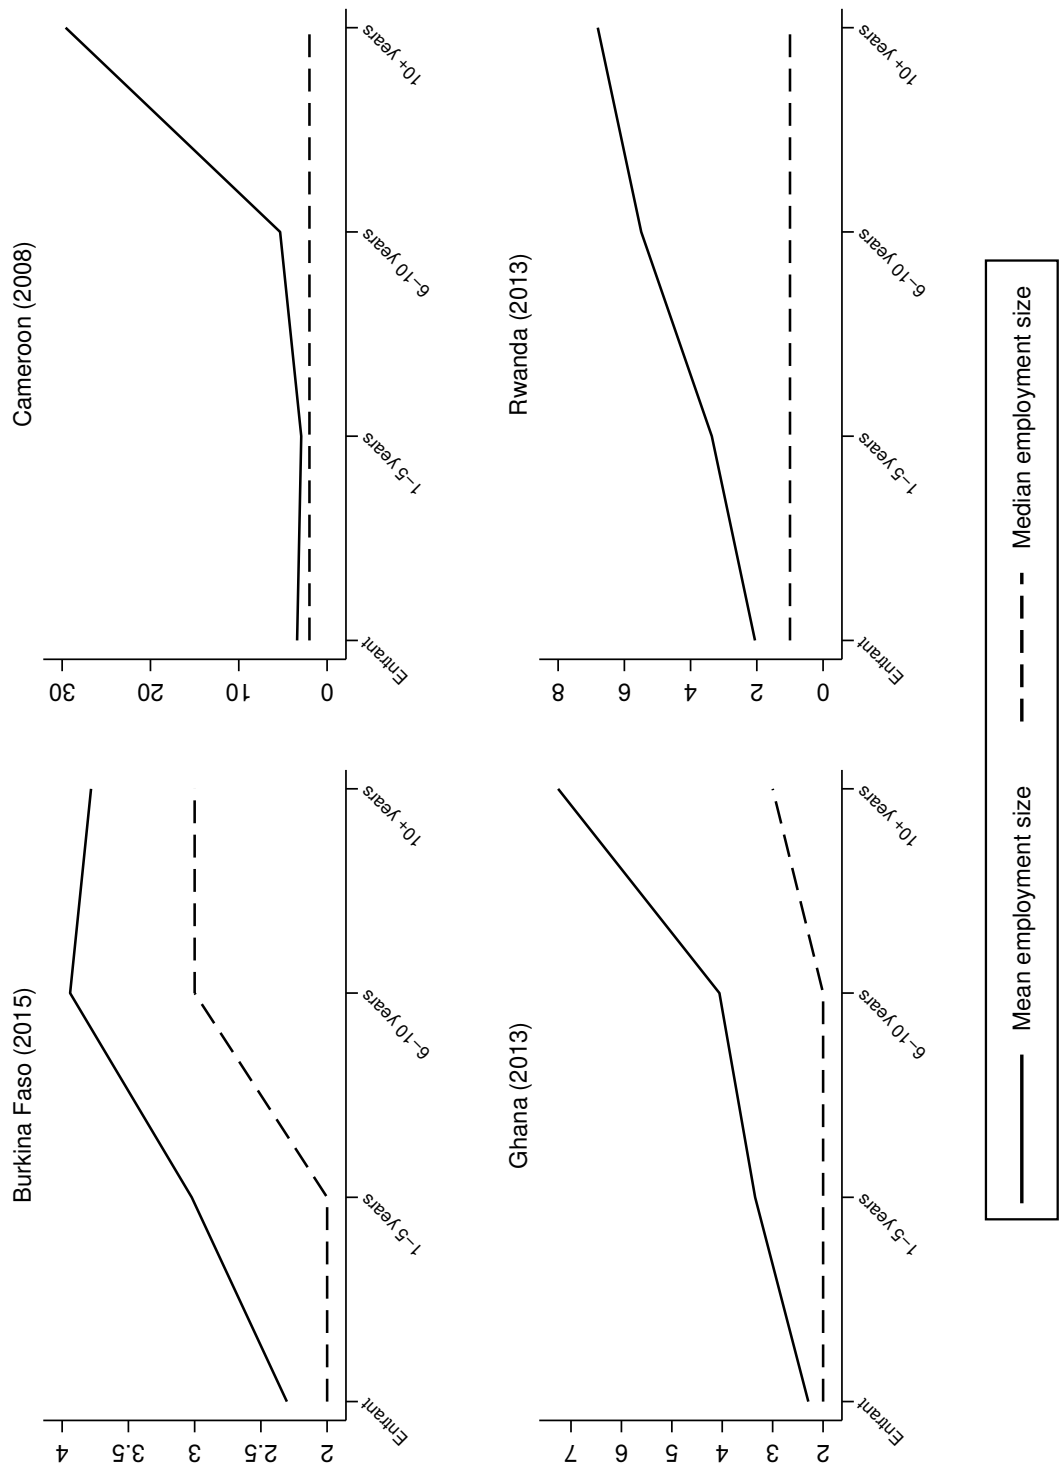 Burkina Faso (2015)
4
3.5
3
2.5
2
Entrant
1–5 years
6–10 years
10+ years
Cameroon (2008)
30
20
10
0
Entrant
1–5 years
6–10 years
10+ years
Ghana (2013)
7
6
5
4
3
2
Entrant
1–5 years
6–10 years
10+ years
Rwanda (2013)
8
6
4
2
0
Entrant
1–5 years
6–10 years
10+ years
Mean employment size
Median employment size